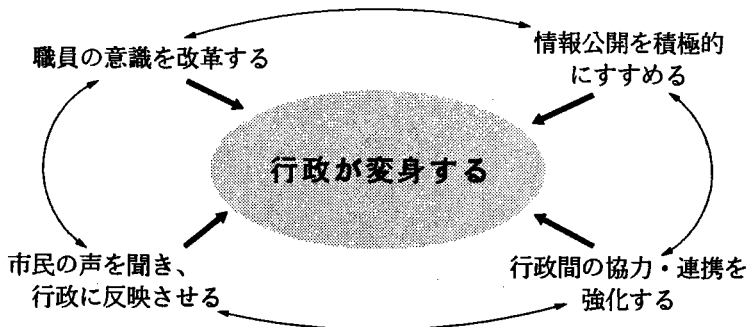 職員の意識を改革する
情報公開を積極的
にすすめる
行政が変身する
市民の声を聞き、
行政に反映させる
行政間の協力・連携を
強化する